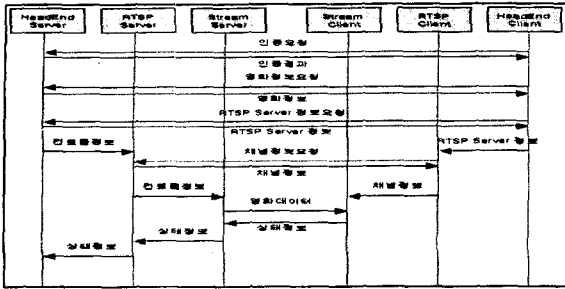 HeadEnd Server
RTSP Server
Stream Server
Stream Client
RTSP Client
HeadEnd Client
인증요청
인증결과
영화정보요청
영화정보
RTSP Server 정보요청
RTSP Server 정보
컨트롤정보
RTSP Server 정보
채널정보요청
채널정보
컨트롤정보
채널정보
영화데이터
상태정보
상태정보
상태정보